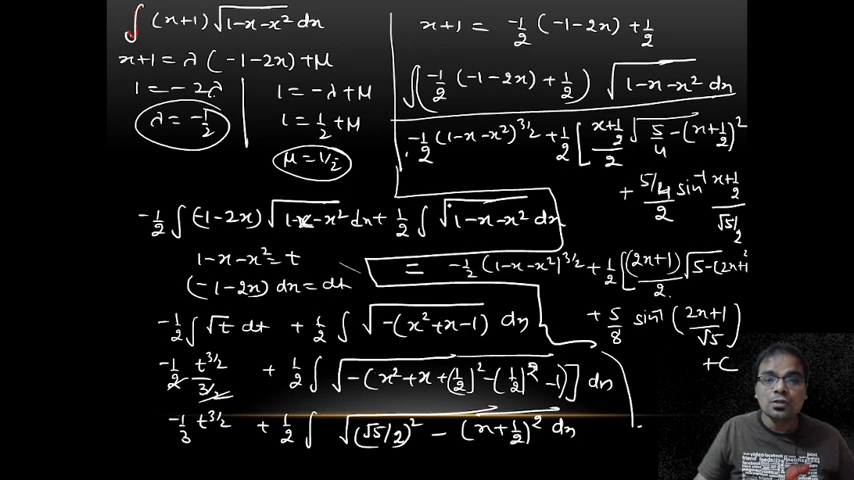 ∫ (x+1) √(1-x-x²) dx
x+1 = λ (-1-2x) + μ
1 = -2λ
λ = -1/2
1 = -λ + μ
1 = 1/2 + μ
μ = 1/2
-1/2 ∫ (-1-2x) √(1-x-x²) dx + 1/2 ∫ √(1-x-x²) dx
1-x-x² = t
(-1-2x) dx = dt
-1/2 ∫ √t dt + 1/2 ∫ √(-(x²+x-1)) dx
-1/2 t^(3/2)/(3/2) + 1/2 ∫ √(-(x²+x+(1/2)²-(1/2)²-1)] dx
-1/3 t^(3/2) + 1/2 ∫ √((√5/2)² - (x+1/2)²) dx
x+1 = -1/2 (-1-2x) + 1/2
∫(-1/2 (-1-2x) + 1/2) √(1-x-x²) dx
-1/2 (1-x-x²)^(3/2) + 1/2 [ (x+1/2)/2 √(5/4-(x+1/2)²)
+ (5/4)/2 sin⁻¹ (x+1/2)/(√5/2)
= -1/2 (1-x-x²)^(3/2) + 1/2 [ (2x+1)/2 √(5-(2x+1)²
+ 5/8 sin⁻¹ ((2x+1)/√5) ]
+C